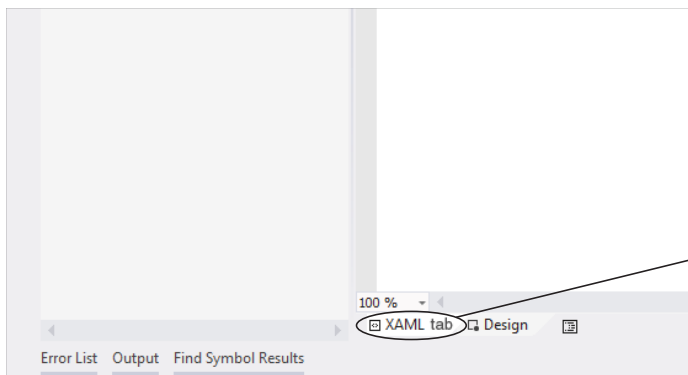 100 %
XAML tab Design
Error List Output Find Symbol Results